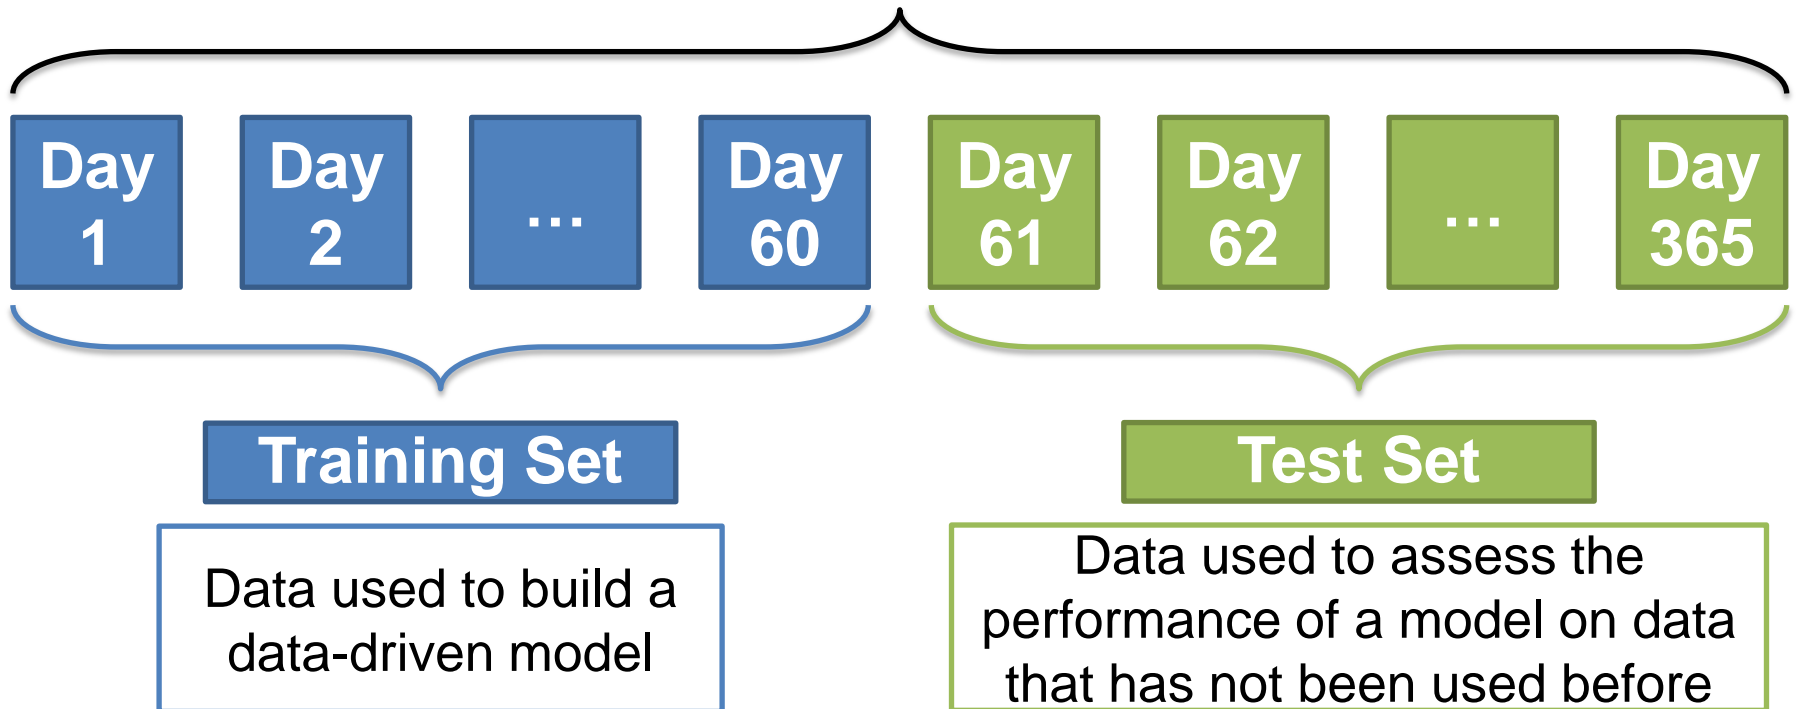 Day
1
Day
2
...
Day
60
Day
61
Day
62
...
Day
365
Training Set
Test Set
Data used to build a
data-driven model
Data used to assess the
performance of a model on data
that has not been used before